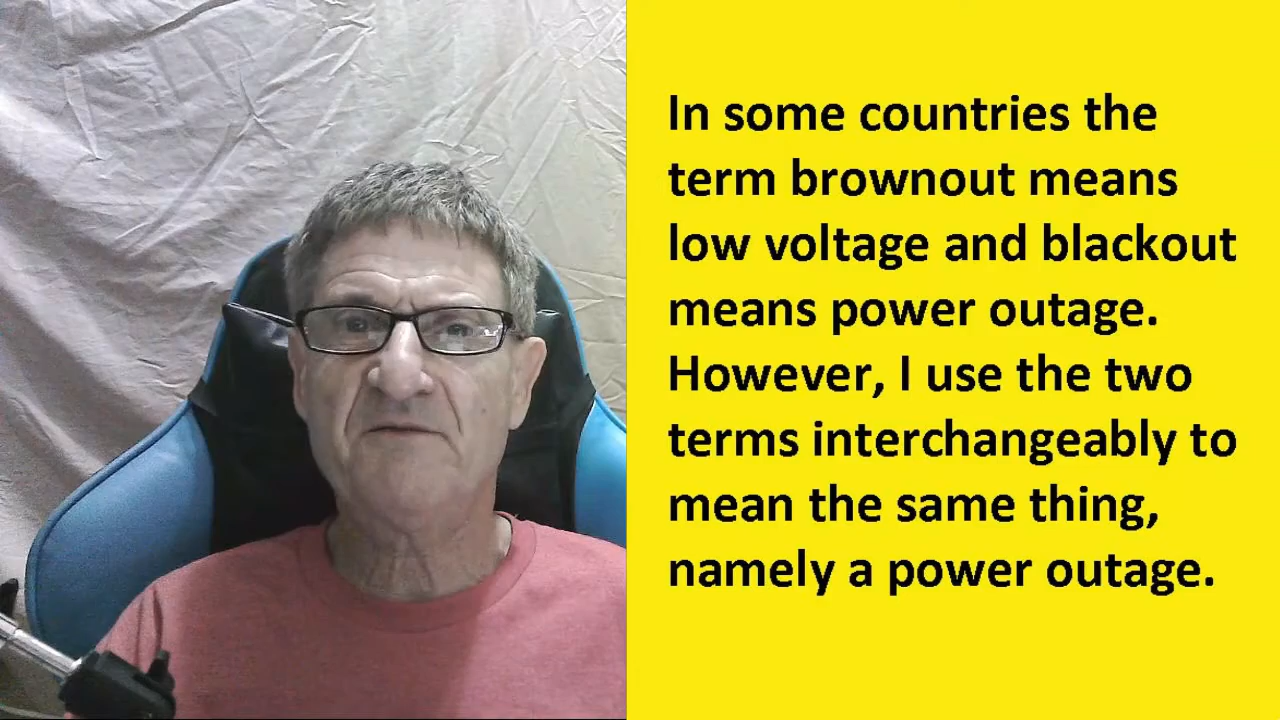 In some countries the
term brownout means
low voltage and blackout
means power outage.
However, I use the two
terms interchangeably to
mean the same thing,
namely a power outage.